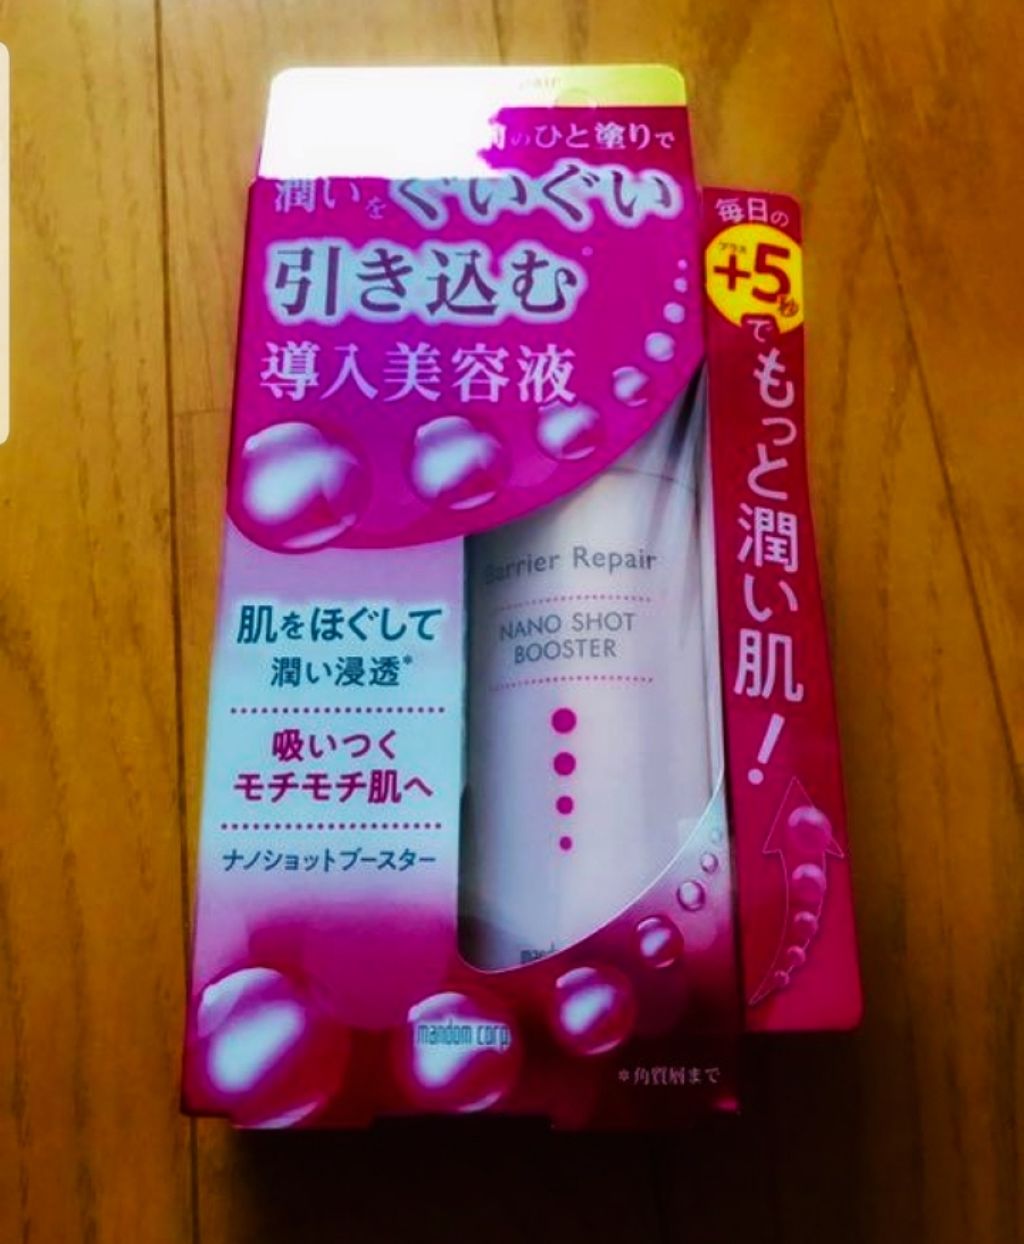 のひと塗りで
潤いをぐいぐい
引き込む
導入美容液
毎日の
プラス
+5秒
でもっと潤い肌!
Barrier Repair
NANO SHOT
BOOSTER
肌をほぐして
潤い浸透*
吸いつく
モチモチ肌へ
ナノショットブースター
mandom corp.
*角質層まで